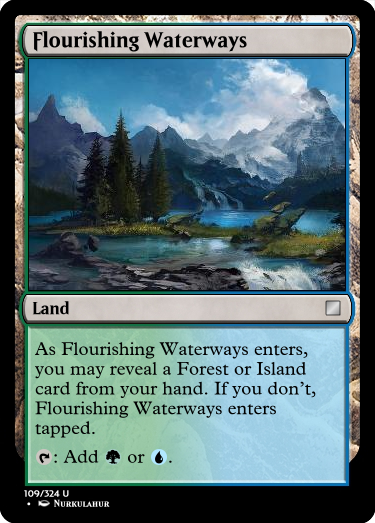 Flourishing Waterways
Land
As Flourishing Waterways enters,
you may reveal a Forest or Island
card from your hand. If you don't,
Flourishing Waterways enters
tapped.
: Add or .
109/324 U
• Nurkulahur